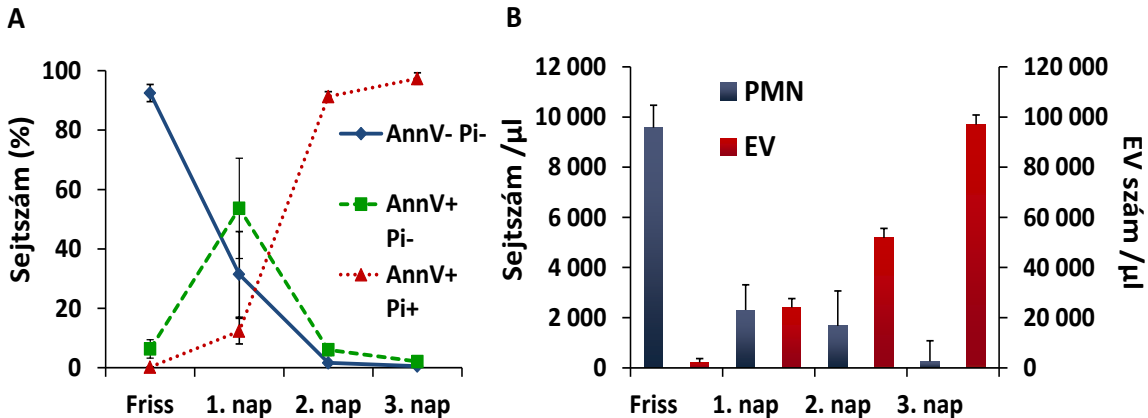 A
Sejtszám (%)
100
80
60
40
20
0
Friss 1. nap 2. nap 3. nap
AnnV- Pi-
AnnV+
Pi-
AnnV+
Pi+
B
Sejtszám /µl
12 000
10 000
8 000
6 000
4 000
2 000
0
PMN
EV
Friss 1. nap 2. nap 3. nap
120 000
100 000
80 000
60 000
40 000
20 000
0
EV szám /µl